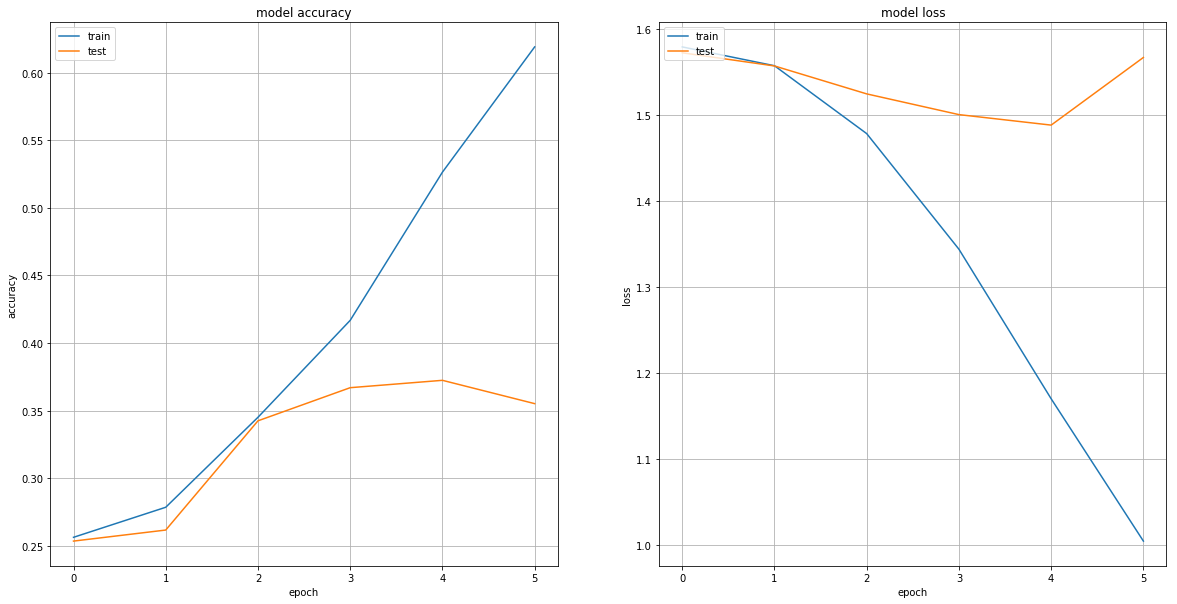 model accuracy
train
test
0.60
0.55
0.50
0.45
0.40
0.35
0.30
0.25
accuracy
0 1 2 3 4 5
epoch
model loss
train
test
1.6
1.5
1.4
1.3
1.2
1.1
1.0
loss
0 1 2 3 4 5
epoch